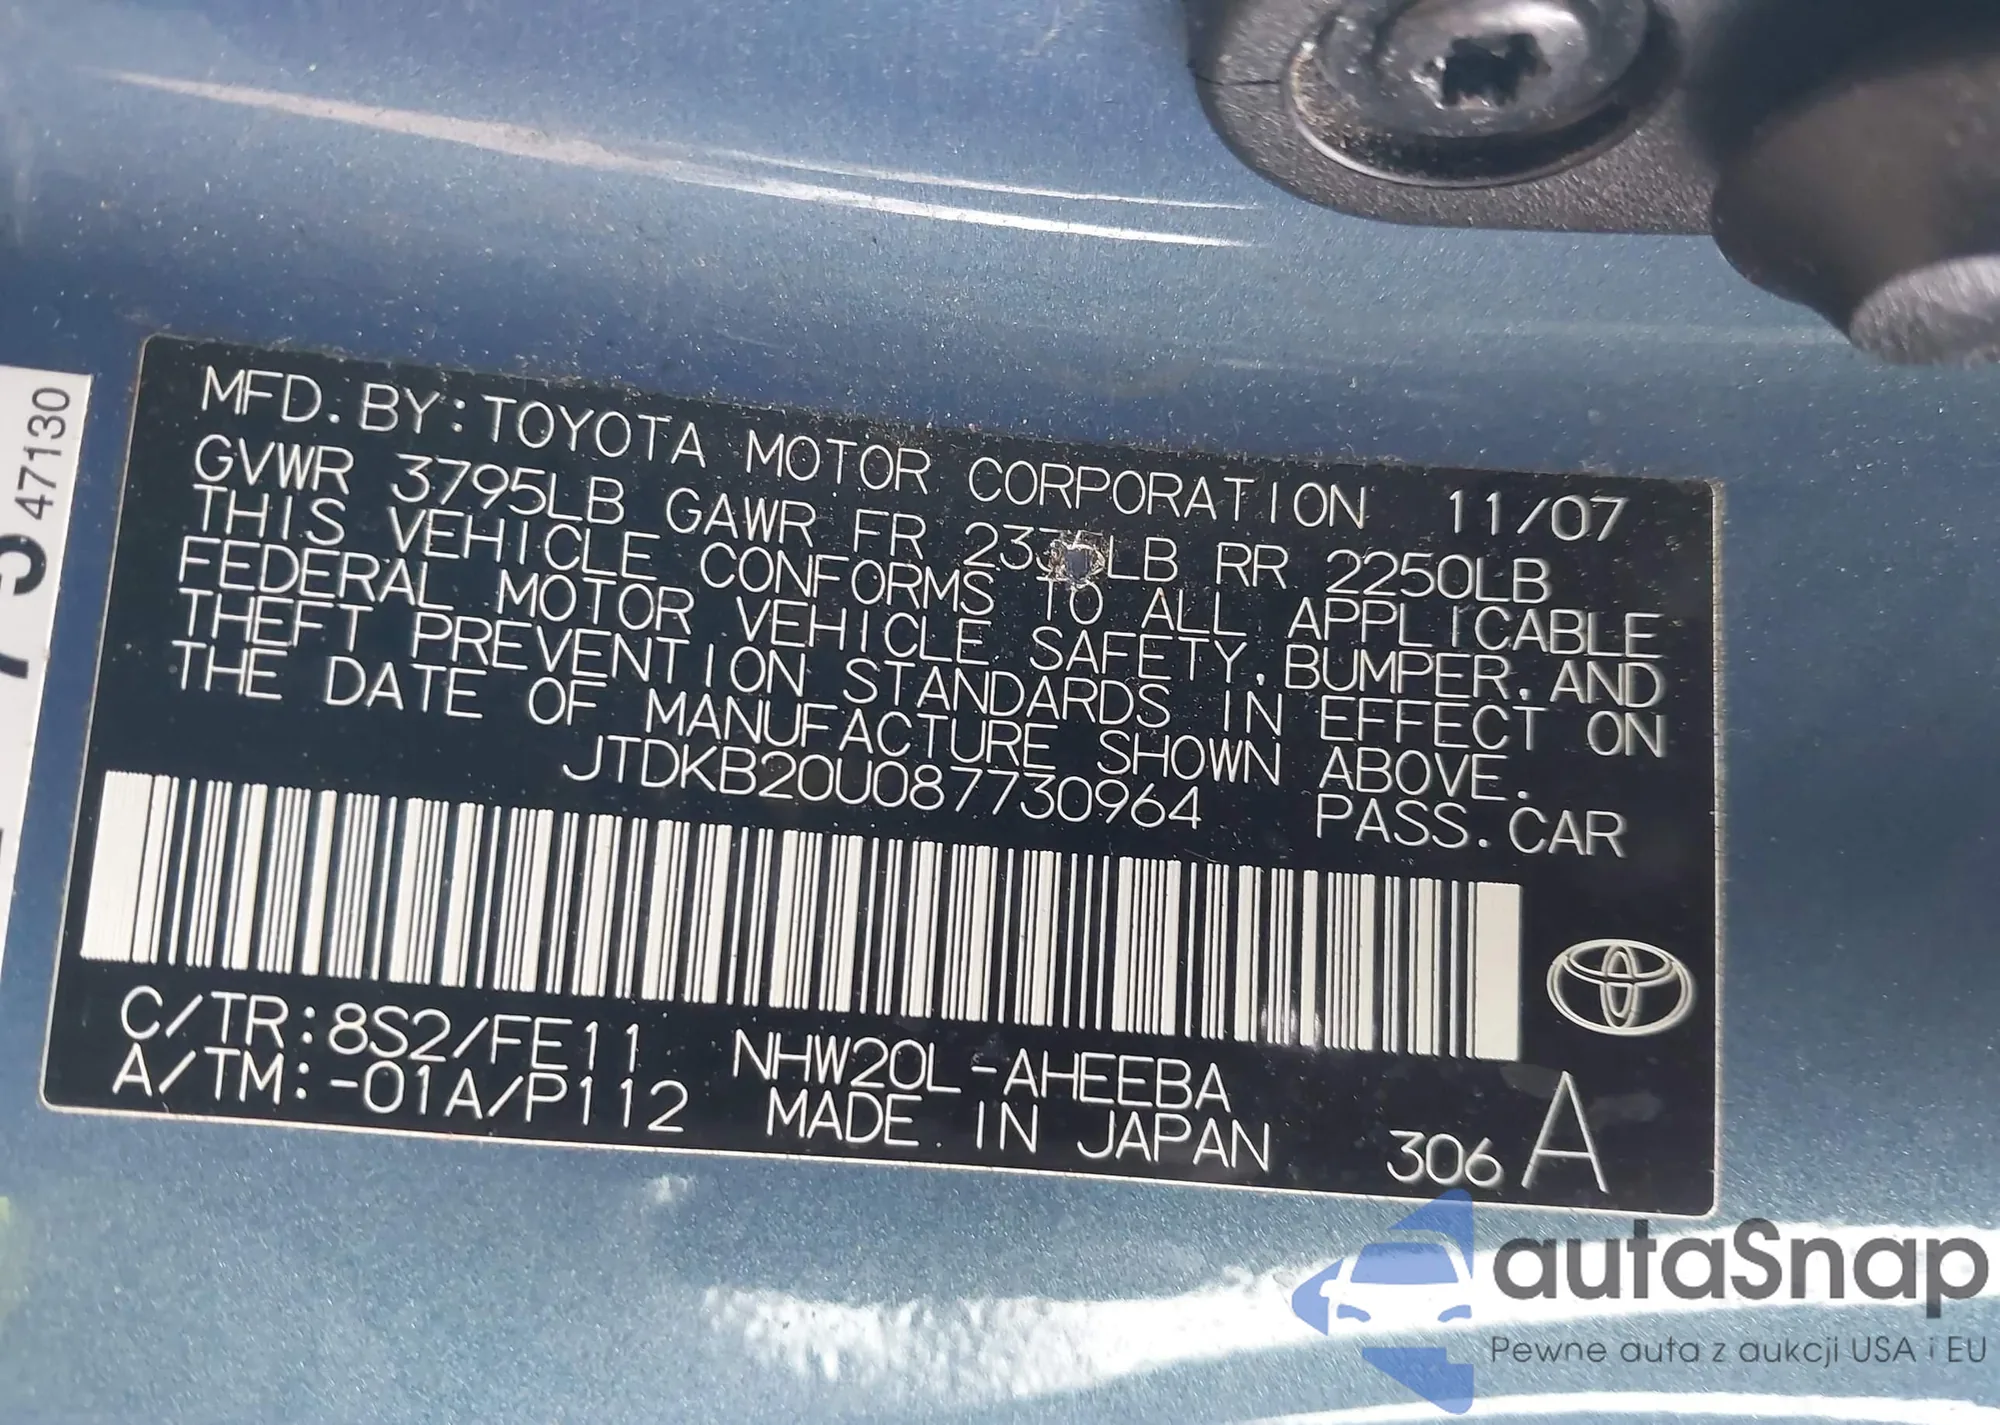 MFD. BY: TOYOTA MOTOR CORPORATION 11/07
GVWR 3795LB GAWR FR RR 2250LB
THIS VEHICLE CONFORMS TO ALL APPLICABLE
FEDERAL MOTOR VEHICLE SAFETY, BUMPER, AND
THEFT PREVENTION STANDARDS IN EFFECT ON
THE DATE OF MANUFACTURE SHOWN ABOVE.
JTDKB20U087730964 PASS. CAR
C/TR:8S2/FE11 NHW20L-AHEEBA
A/TM:-01A/P112 MADE IN JAPAN 306 A
47130
autaSnap
Pewne auta z aukcji USA i EU